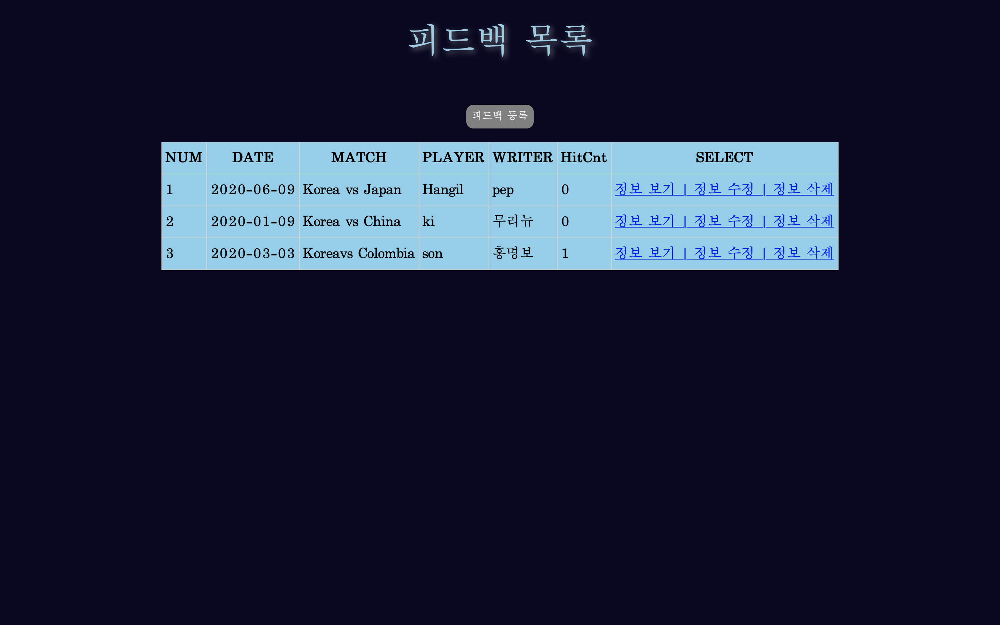 피드백 목록
피드백 등록
NUM DATE MATCH PLAYER WRITER HitCnt SELECT
1 2020-06-09 Korea vs Japan Hangil pep 0 정보 보기 | 정보 수정 | 정보 삭제
2 2020-01-09 Korea vs China ki 무리뉴 0 정보 보기 | 정보 수정 | 정보 삭제
3 2020-03-03 Koreavs Colombia son 홍명보 1 정보 보기 | 정보 수정 | 정보 삭제